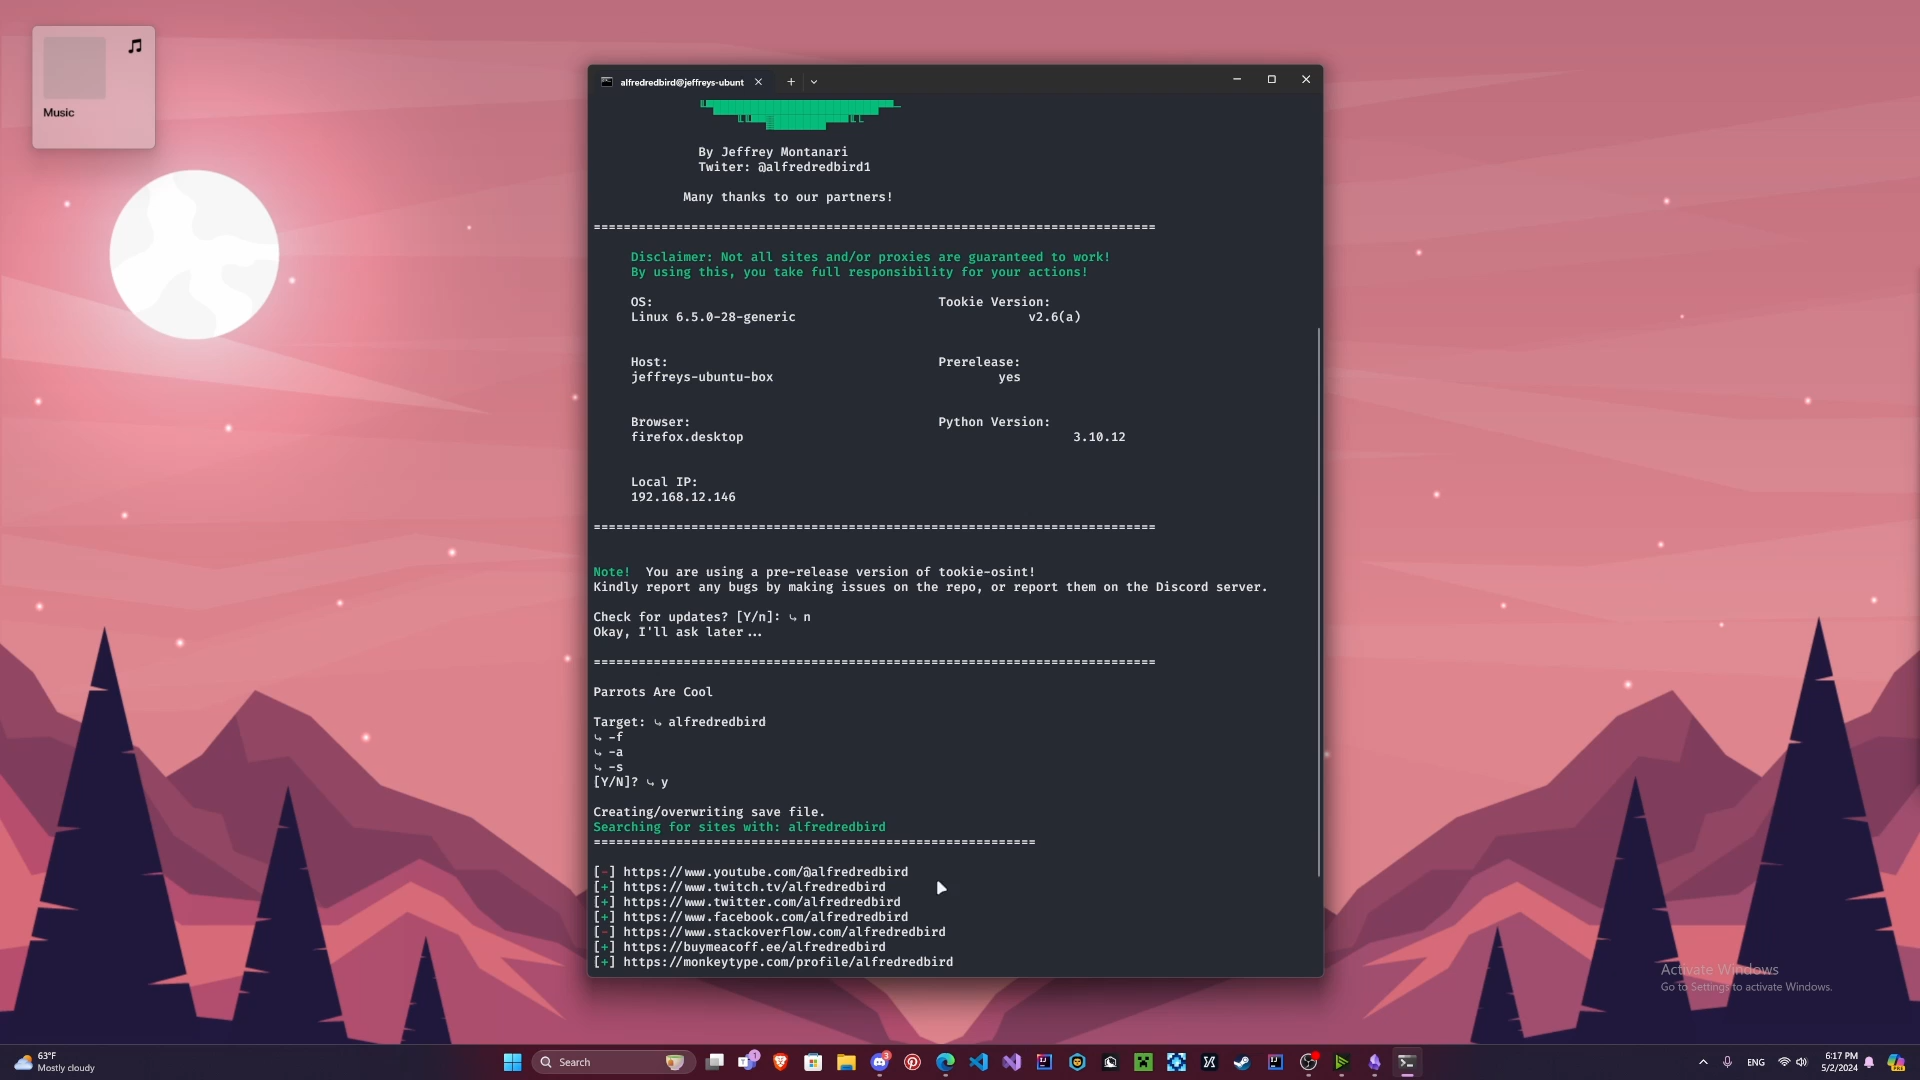 Music
alfredredbird@jeffreys-ubunt
By Jeffrey Montanari
Twiter: @alfredredbird1
Many thanks to our partners!
===========================================================================
Disclaimer: Not all sites and/or proxies are guaranteed to work!
By using this, you take full responsibility for your actions!
OS: Tookie Version:
Linux 6.5.0-28-generic v2.6(a)
Host: Prerelease:
jeffreys-ubuntu-box yes
Browser: Python Version:
firefox.desktop 3.10.12
Local IP:
192.168.12.146
===========================================================================
Note! You are using a pre-release version of tookie-osint!
Kindly report any bugs by making issues on the repo, or report them on the Discord server.
Check for updates? [Y/n]: ⤷ n
Okay, I'll ask later...
===========================================================================
Parrots Are Cool
Target: ⤷ alfredredbird
⤷ -f
⤷ -a
⤷ -s
[Y/N]? ⤷ y
Creating/overwriting save file.
Searching for sites with: alfredredbird
===========================================================
[-] https://www.youtube.com/@alfredredbird
[+] https://www.twitch.tv/alfredredbird
[+] https://www.twitter.com/alfredredbird
[+] https://www.facebook.com/alfredredbird
[-] https://www.stackoverflow.com/alfredredbird
[+] https://buymeacoff.ee/alfredredbird
[+] https://monkeytype.com/profile/alfredredbird
Activate Windows
Go to Settings to activate Windows.
63°F
Mostly cloudy
Search
1
3
ENG
6:17 PM
5/2/2024
PRE